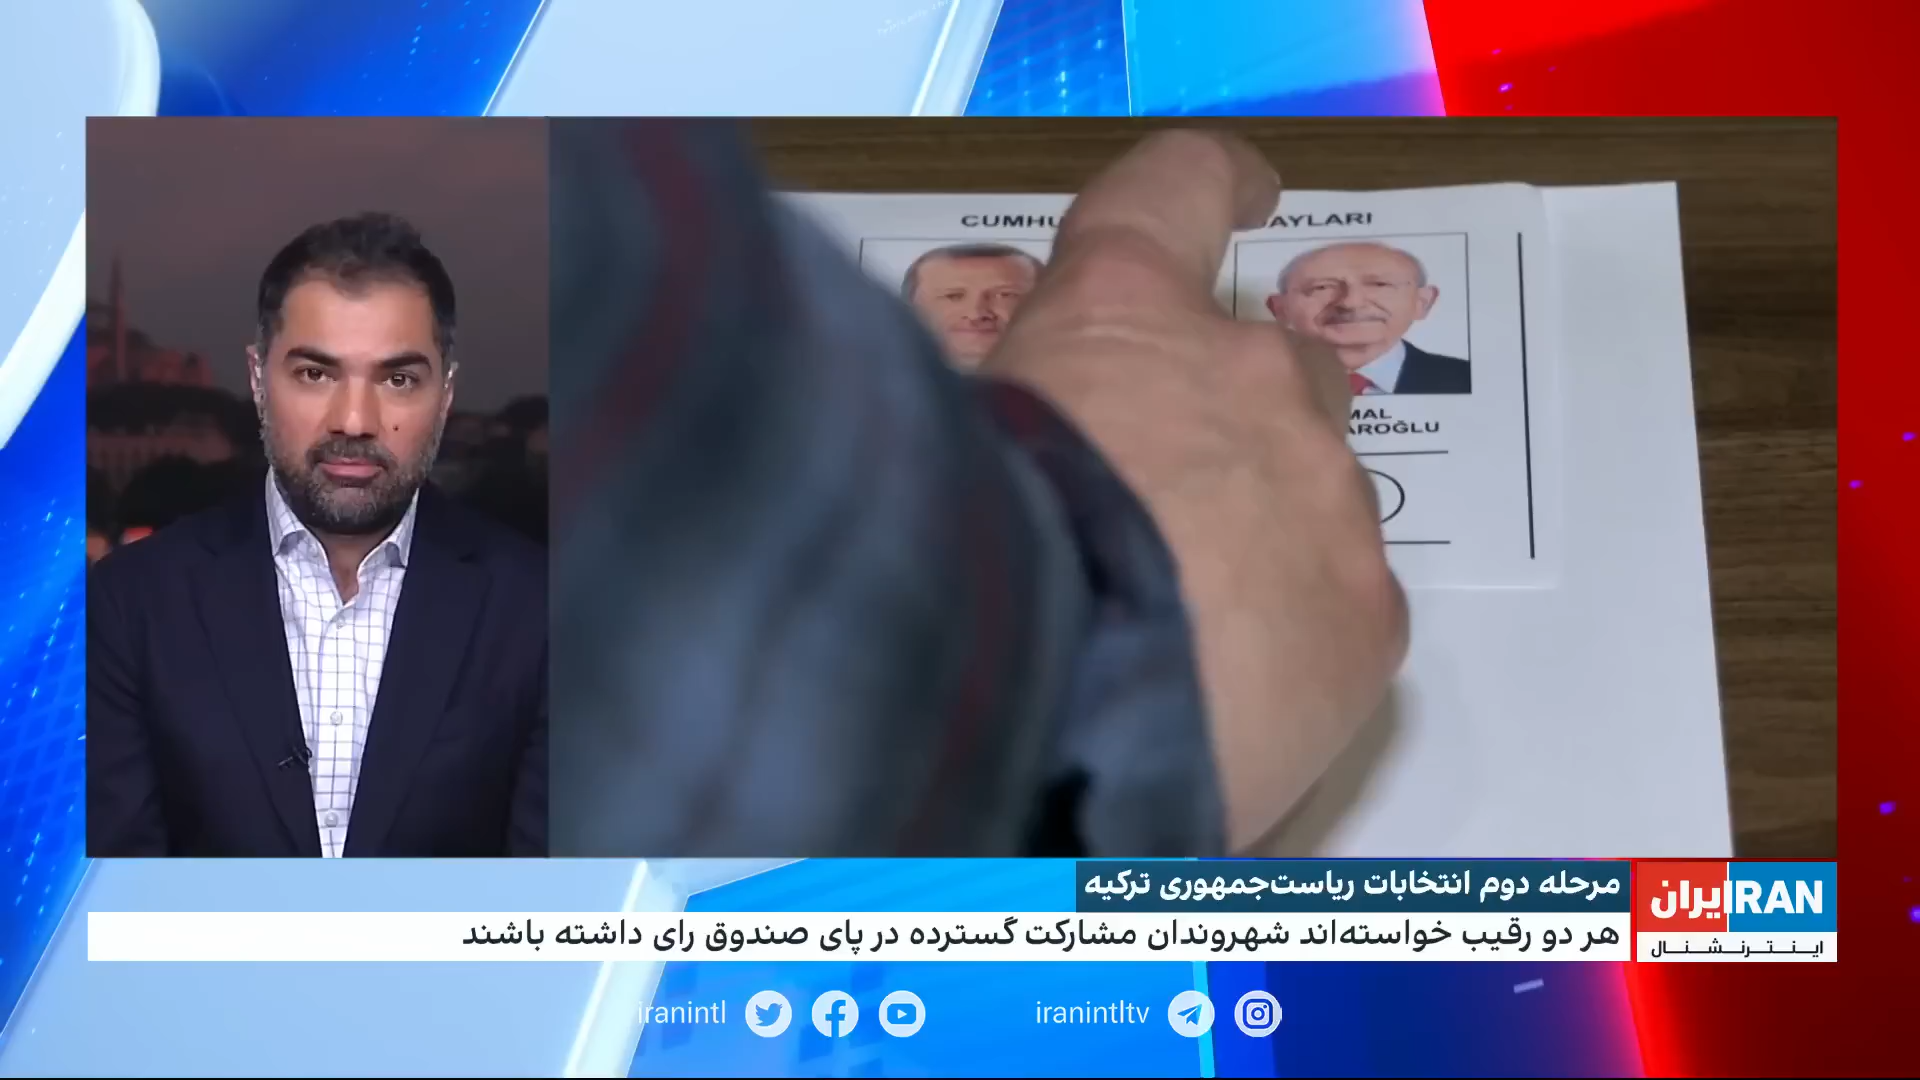 CUMHU
AYLARI
MAL
AROĞLU
مرحله دوم انتخابات ریاست‌جمهوری ترکیه
هر دو رقیب خواسته‌اند شهروندان مشارکت گسترده در پای صندوق رای داشته باشند
ایران IRAN
اینترنشنال
iranintl
iranintltv